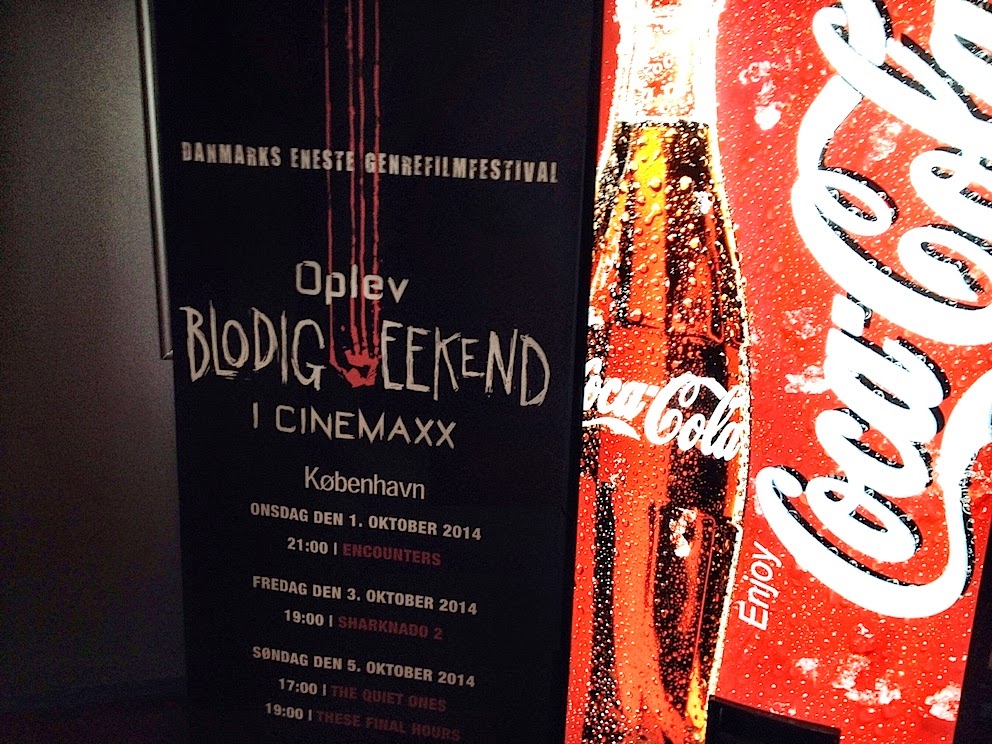 DANMARKS ENESTE GENREFILMFESTIVAL
Oplev
BLODIG WEEKEND
I CINEMAXX
København
ONSDAG DEN 1. OKTOBER 2014
21:00 | ENCOUNTERS
FREDAG DEN 3. OKTOBER 2014
19:00 | SHARKNADO 2
SØNDAG DEN 5. OKTOBER 2014
17:00 | THE QUIET ONES
19:00 | THESE FINAL HOURS
Coca-Cola
Enjoy
Coca-Cola